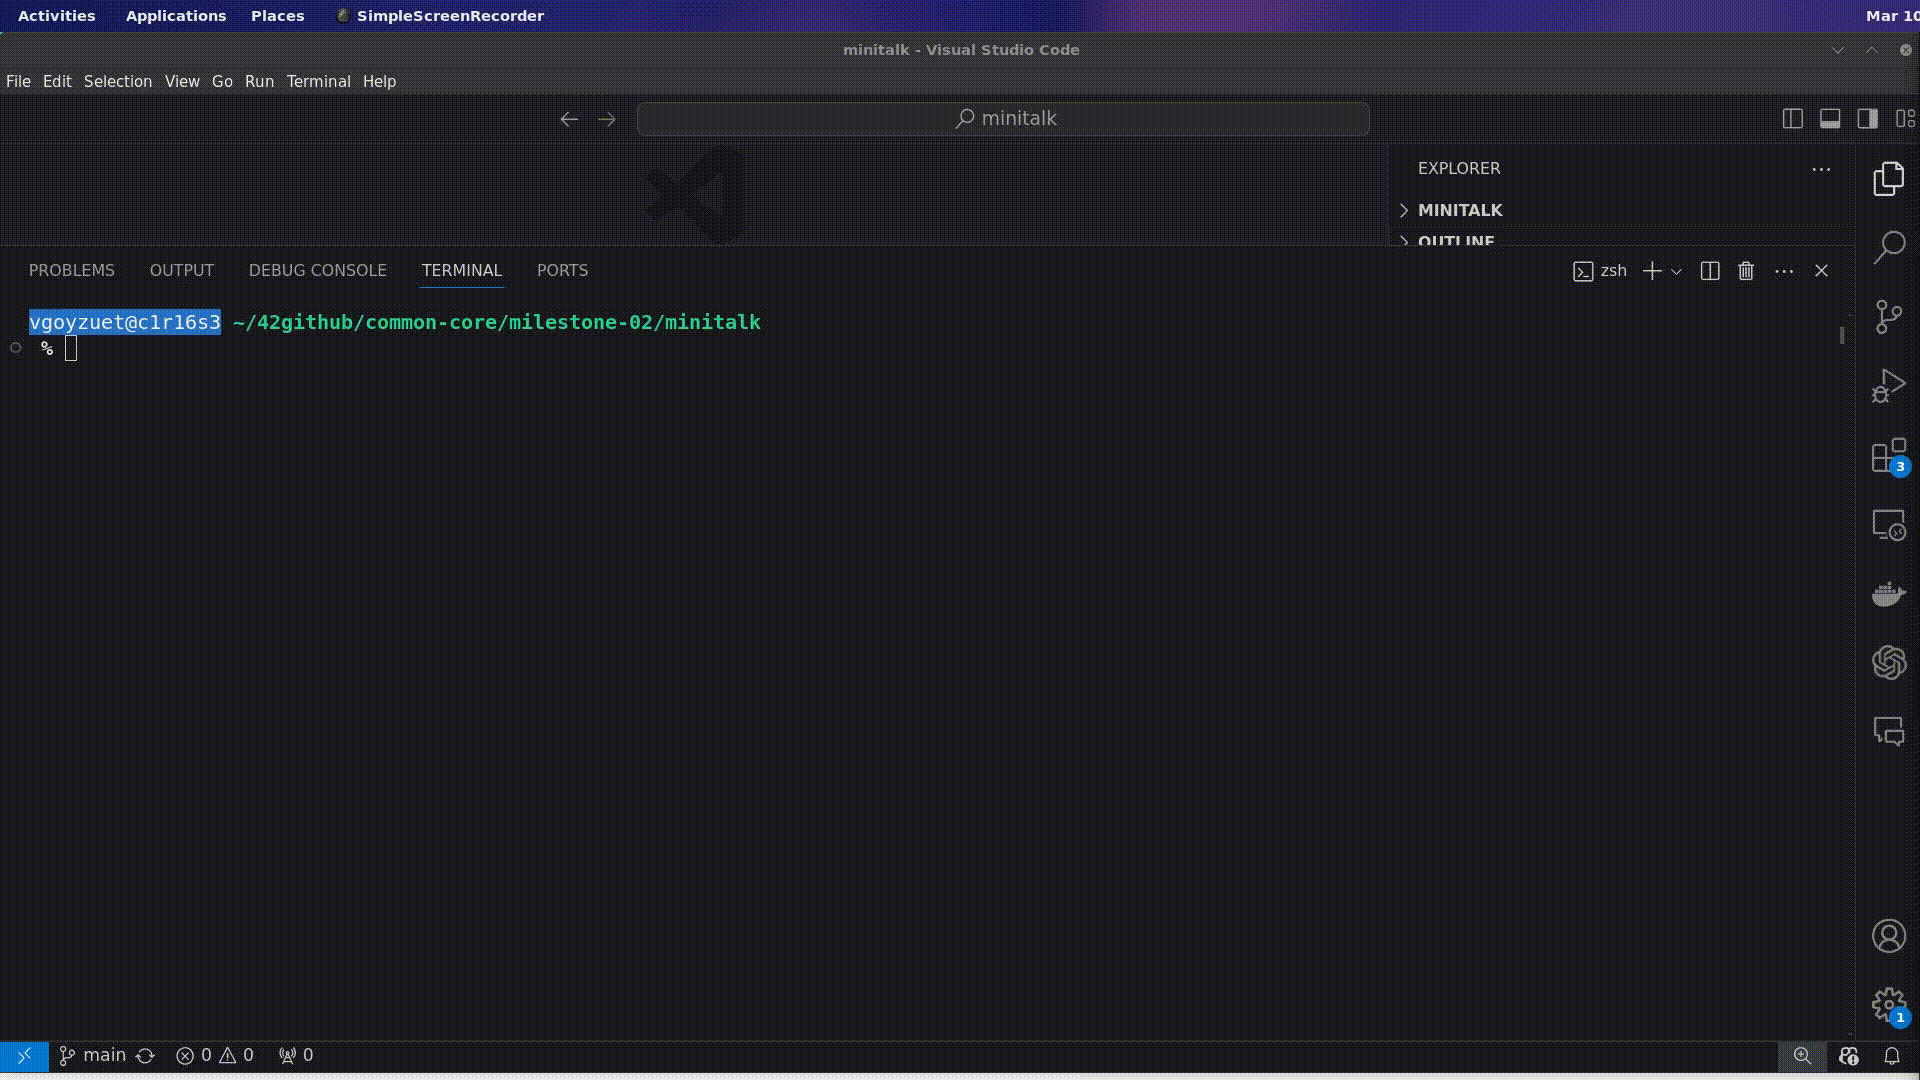 Activities Applications Places SimpleScreenRecorder Mar 10
minitalk - Visual Studio Code
File Edit Selection View Go Run Terminal Help
minitalk
EXPLORER
MINITALK
OUTLINE
PROBLEMS OUTPUT DEBUG CONSOLE TERMINAL PORTS zsh
vgoyzuet@c1r16s3 ~/42github/common-core/milestone-02/minitalk
%
3
1
main 0 0 0